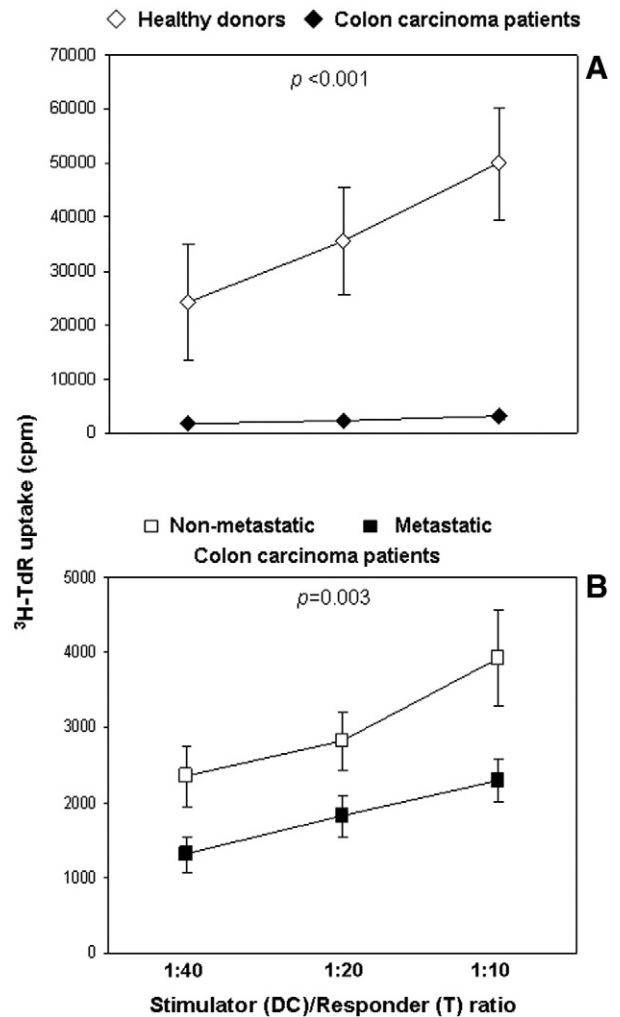 Healthy donors Colon carcinoma patients
A
p <0.001
70000
60000
50000
40000
30000
20000
10000
0
³H-TdR uptake (cpm)
Non-metastatic Metastatic
Colon carcinoma patients
B
p=0.003
5000
4000
3000
2000
1000
0
1:40 1:20 1:10
Stimulator (DC)/Responder (T) ratio